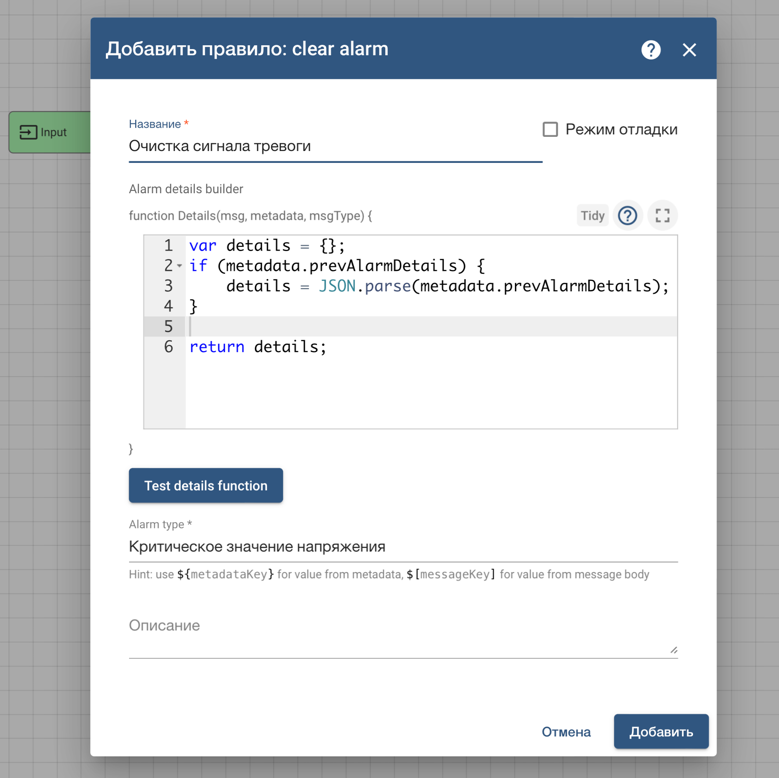 Добавить правило: clear alarm
Input
Название *
Очистка сигнала тревоги
Режим отладки
Alarm details builder
function Details(msg, metadata, msgType) {
Tidy
1 var details = {};
2 if (metadata.prevAlarmDetails) {
3     details = JSON.parse(metadata.prevAlarmDetails);
4 }
5
6 return details;
}
Test details function
Alarm type *
Критическое значение напряжения
Hint: use ${metadataKey} for value from metadata, $[messageKey] for value from message body
Описание
Отмена
Добавить